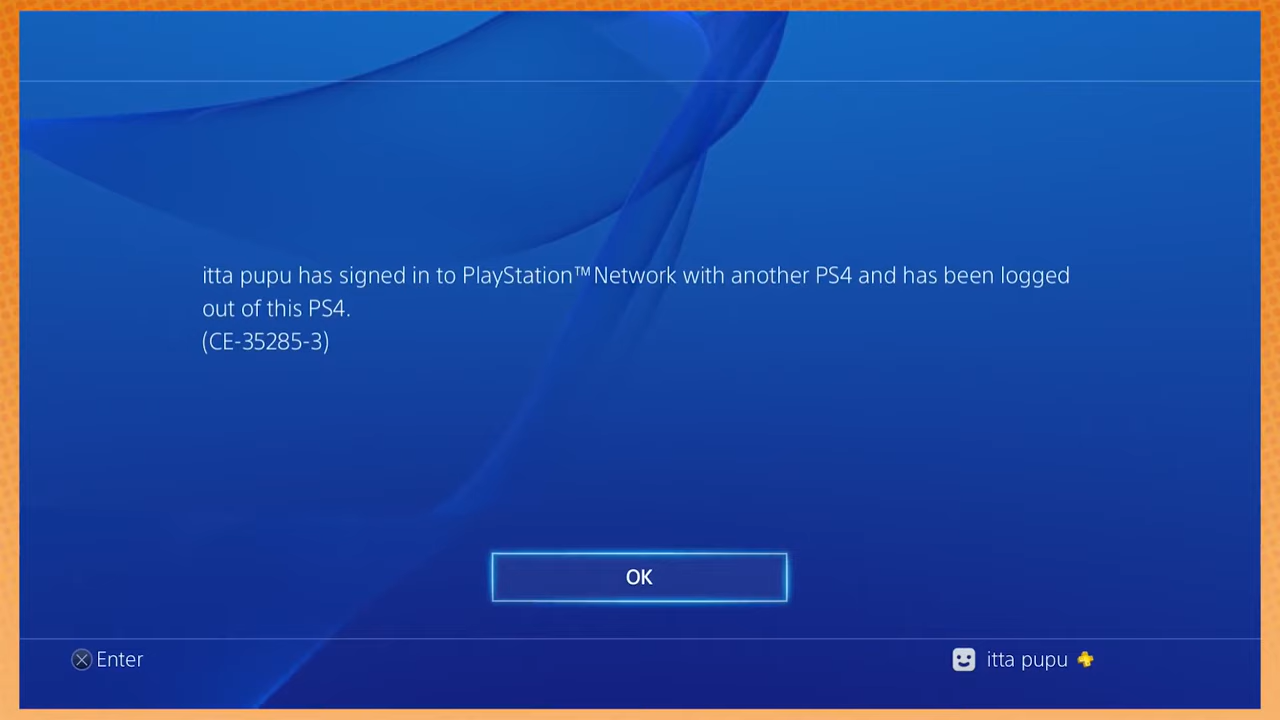 itta pupu has signed in to PlayStation™Network with another PS4 and has been logged
out of this PS4.
(CE-35285-3)
OK
Enter
itta pupu